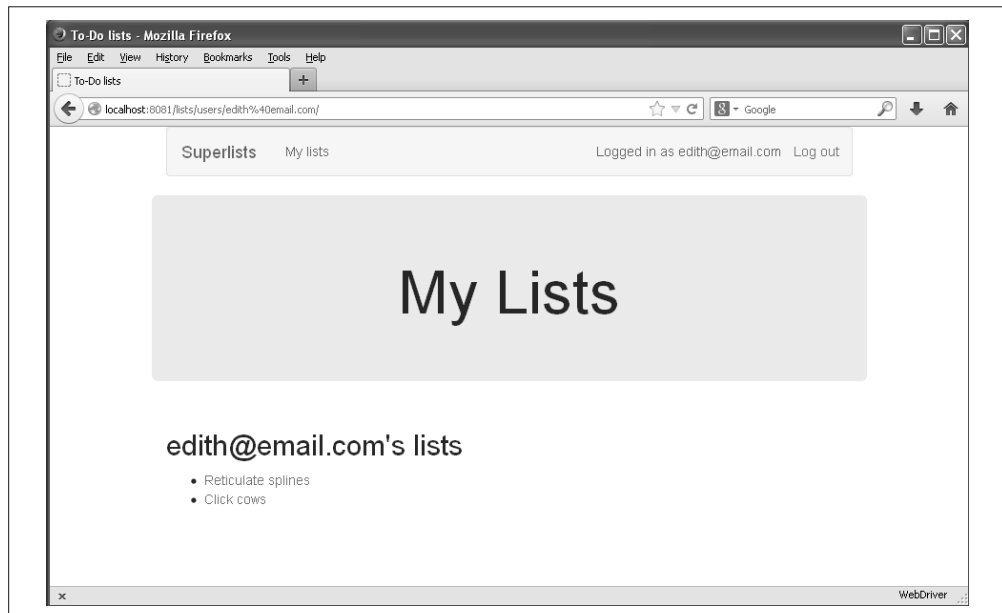 To-Do lists - Mozilla Firefox
File Edit View History Bookmarks Tools Help
To-Do lists
+
localhost:8081/lists/users/edith%40email.com/
8 Google
Superlists My lists Logged in as edith@email.com Log out
My Lists
edith@email.com's lists
• Reticulate splines
• Click cows
× WebDriver